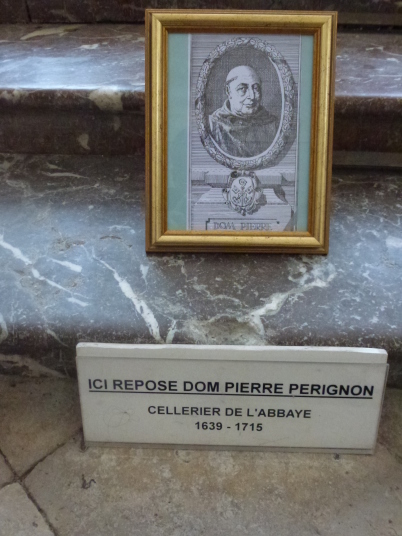 DOM PIERRE
ICI REPOSE DOM PIERRE PERIGNON
CELLERIER DE L'ABBAYE
1639 - 1715